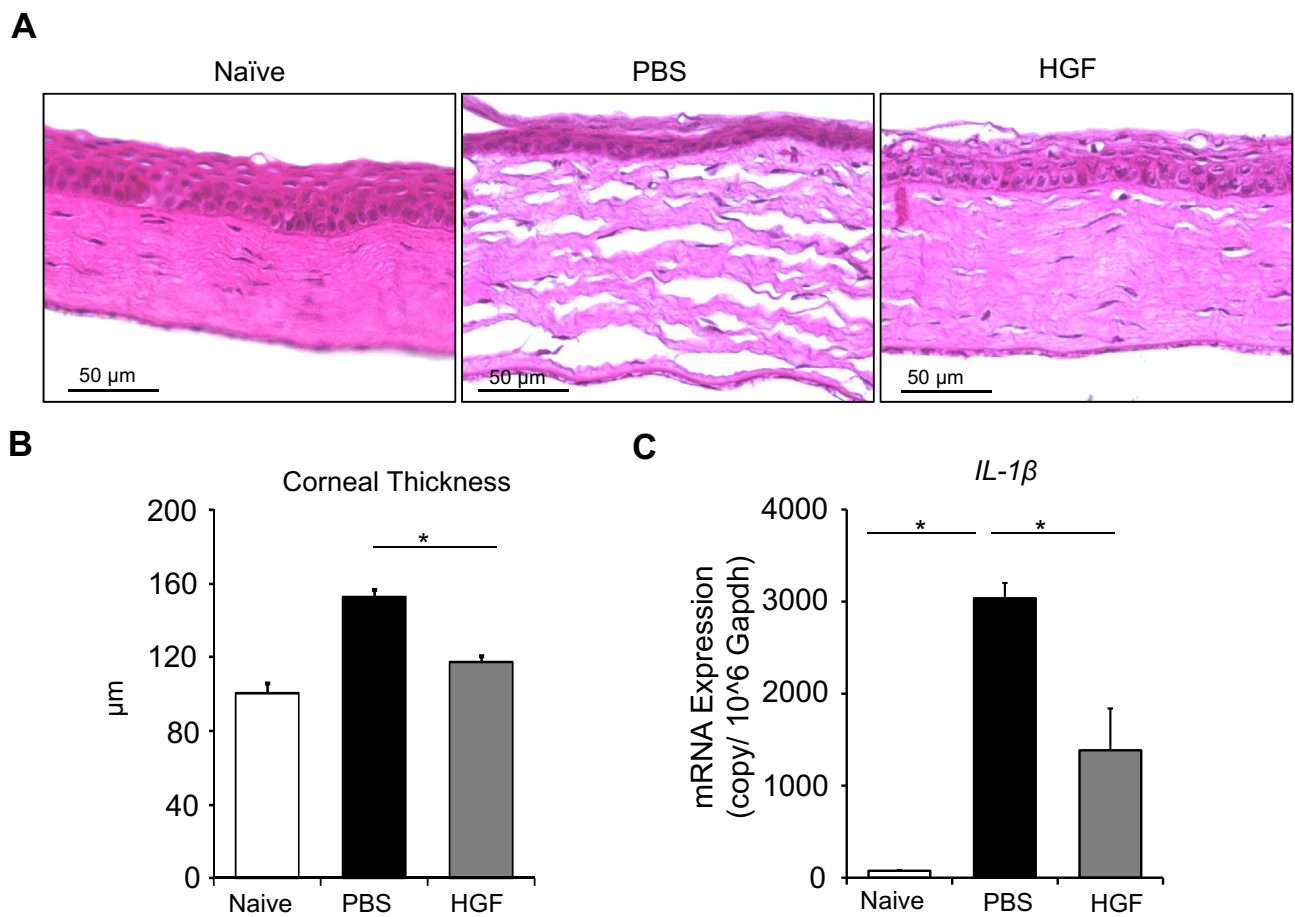 A
Naïve
PBS
HGF
50 µm
50 µm
50 µm
B
Corneal Thickness
200
160
120
80
40
0
µm
*
Naive
PBS
HGF
C
IL-1β
4000
3000
2000
1000
0
mRNA Expression
(copy/ 10^6 Gapdh)
*
*
Naive
PBS
HGF